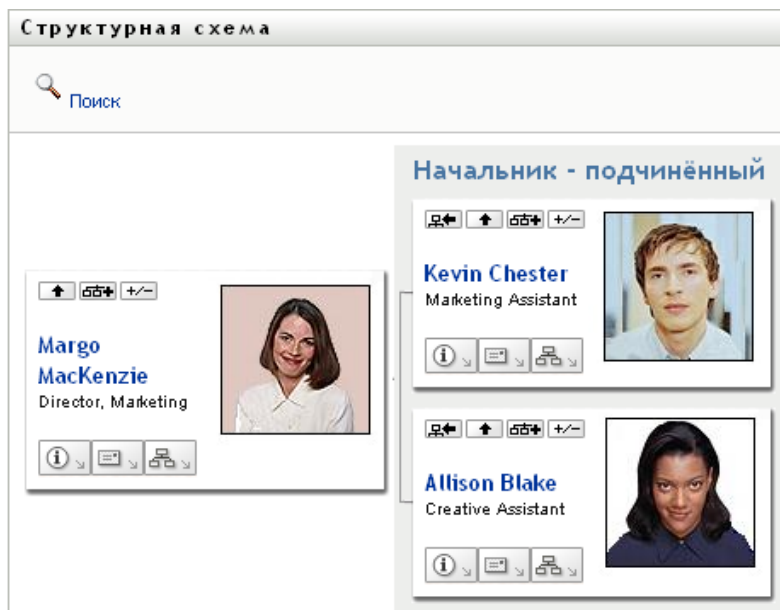 Структурная схема
Поиск
Начальник - подчинённый
Margo
MacKenzie
Director, Marketing
+/−
Kevin Chester
Marketing Assistant
+/−
Allison Blake
Creative Assistant
+/−